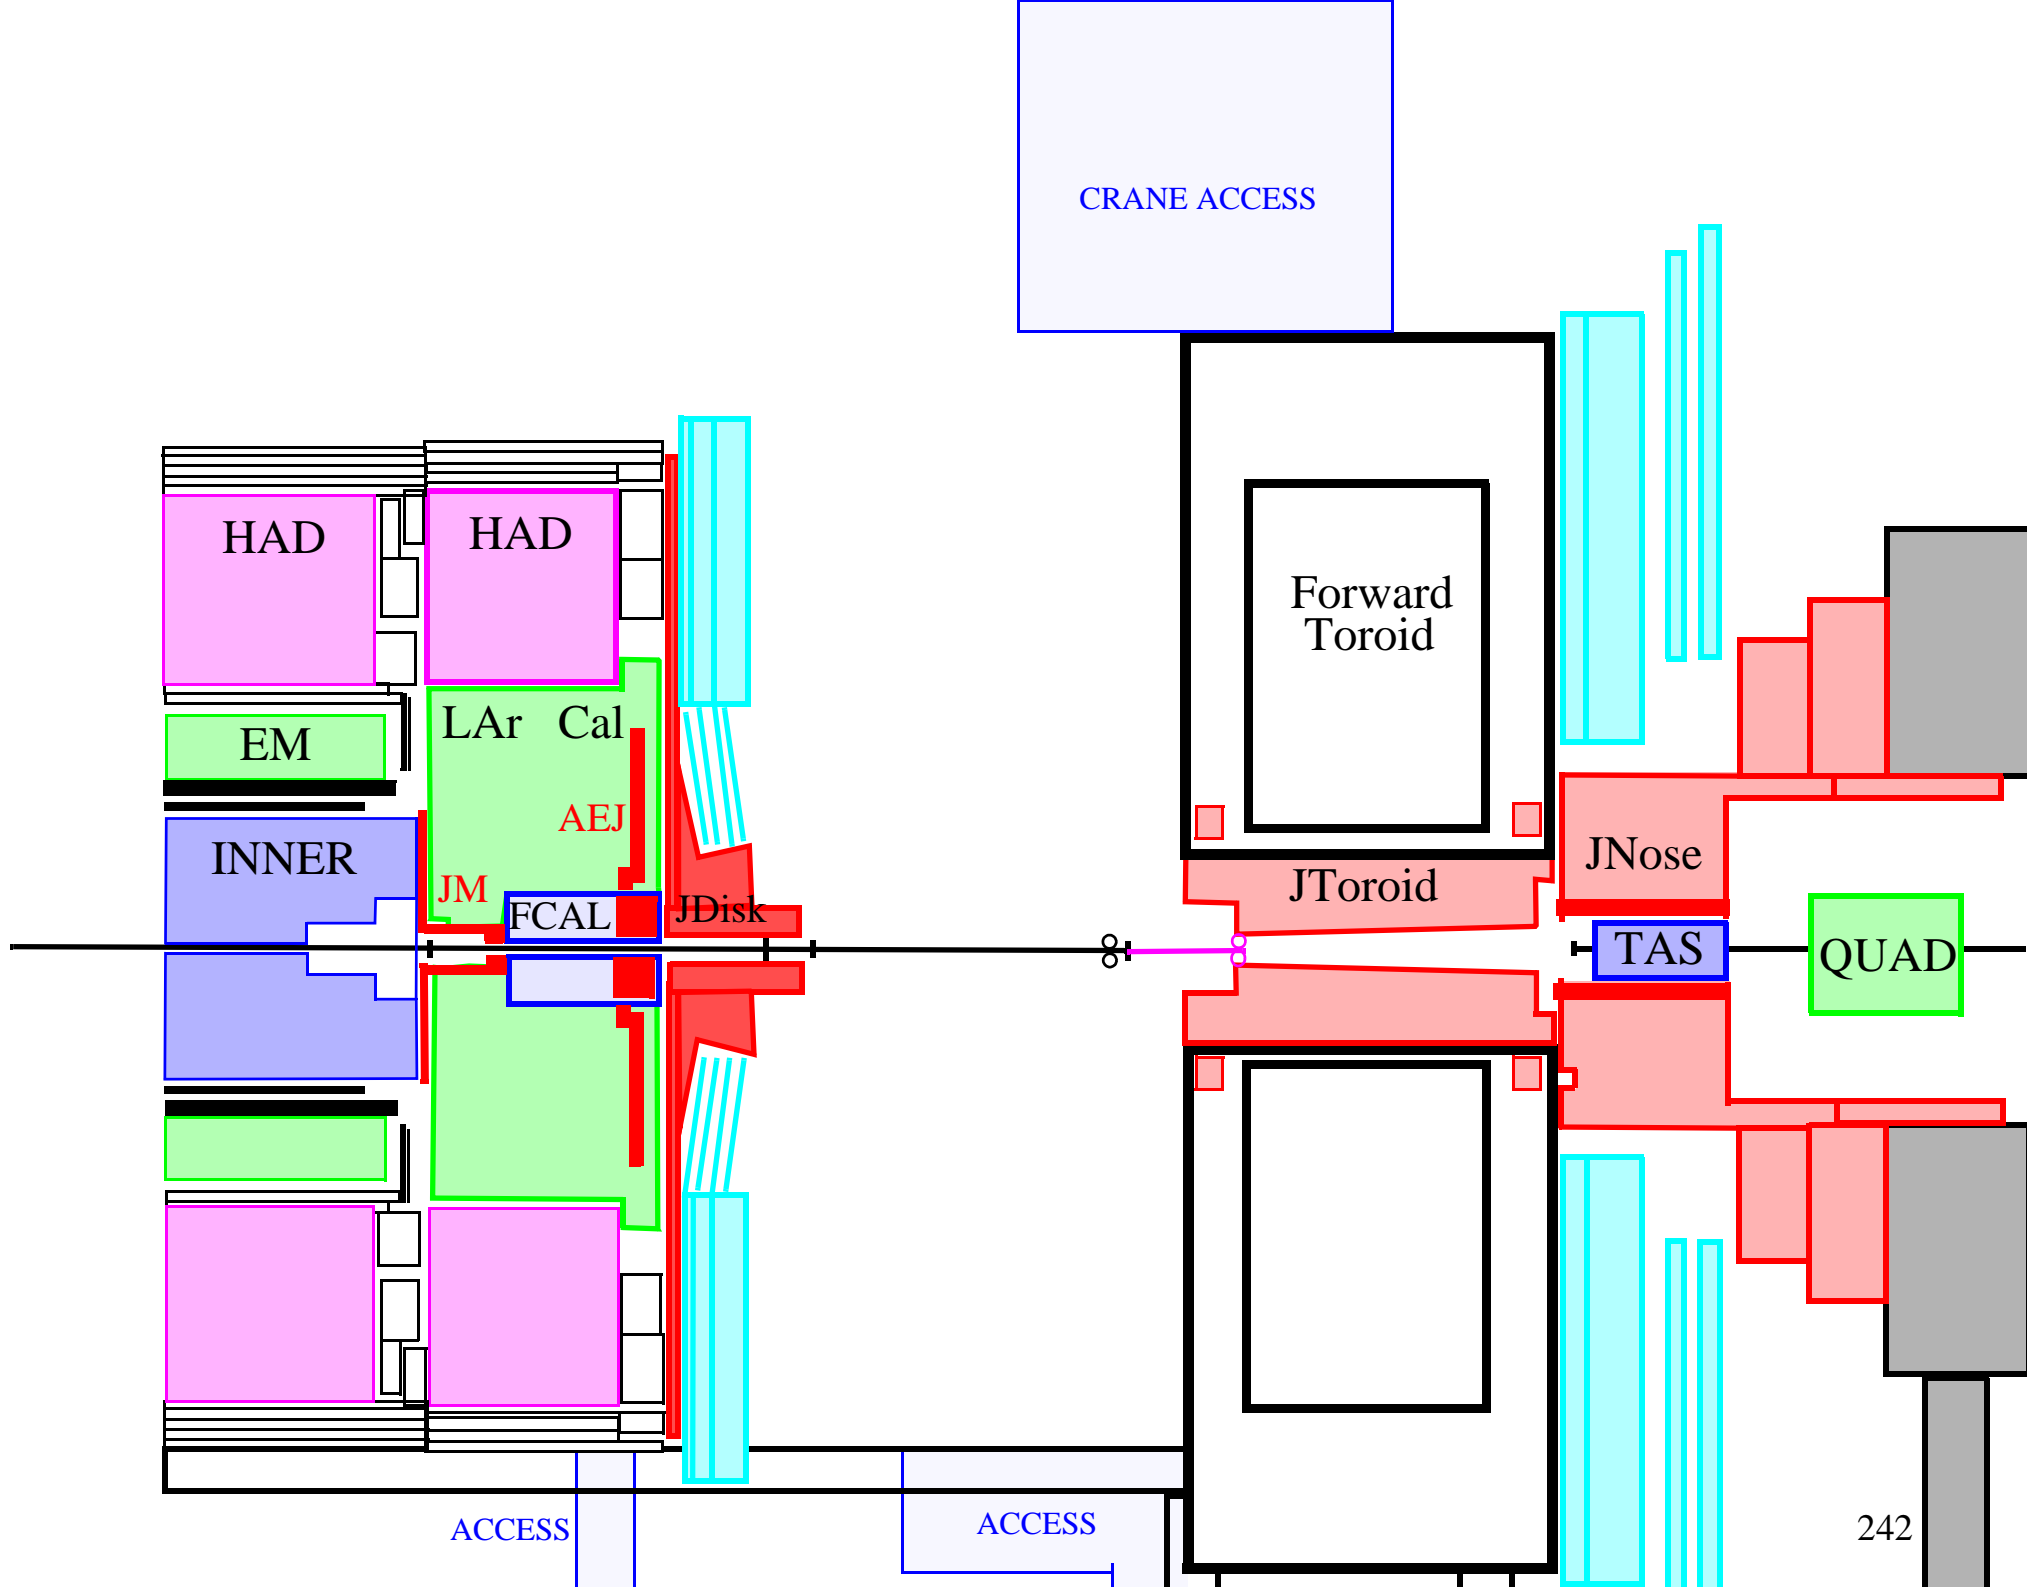 CRANE ACCESS
HAD
HAD
Forward
Toroid
LAr Cal
EM
AEJ
INNER
JM
FCAL
JDisk
JToroid
JNose
TAS
QUAD
ACCESS
ACCESS
242